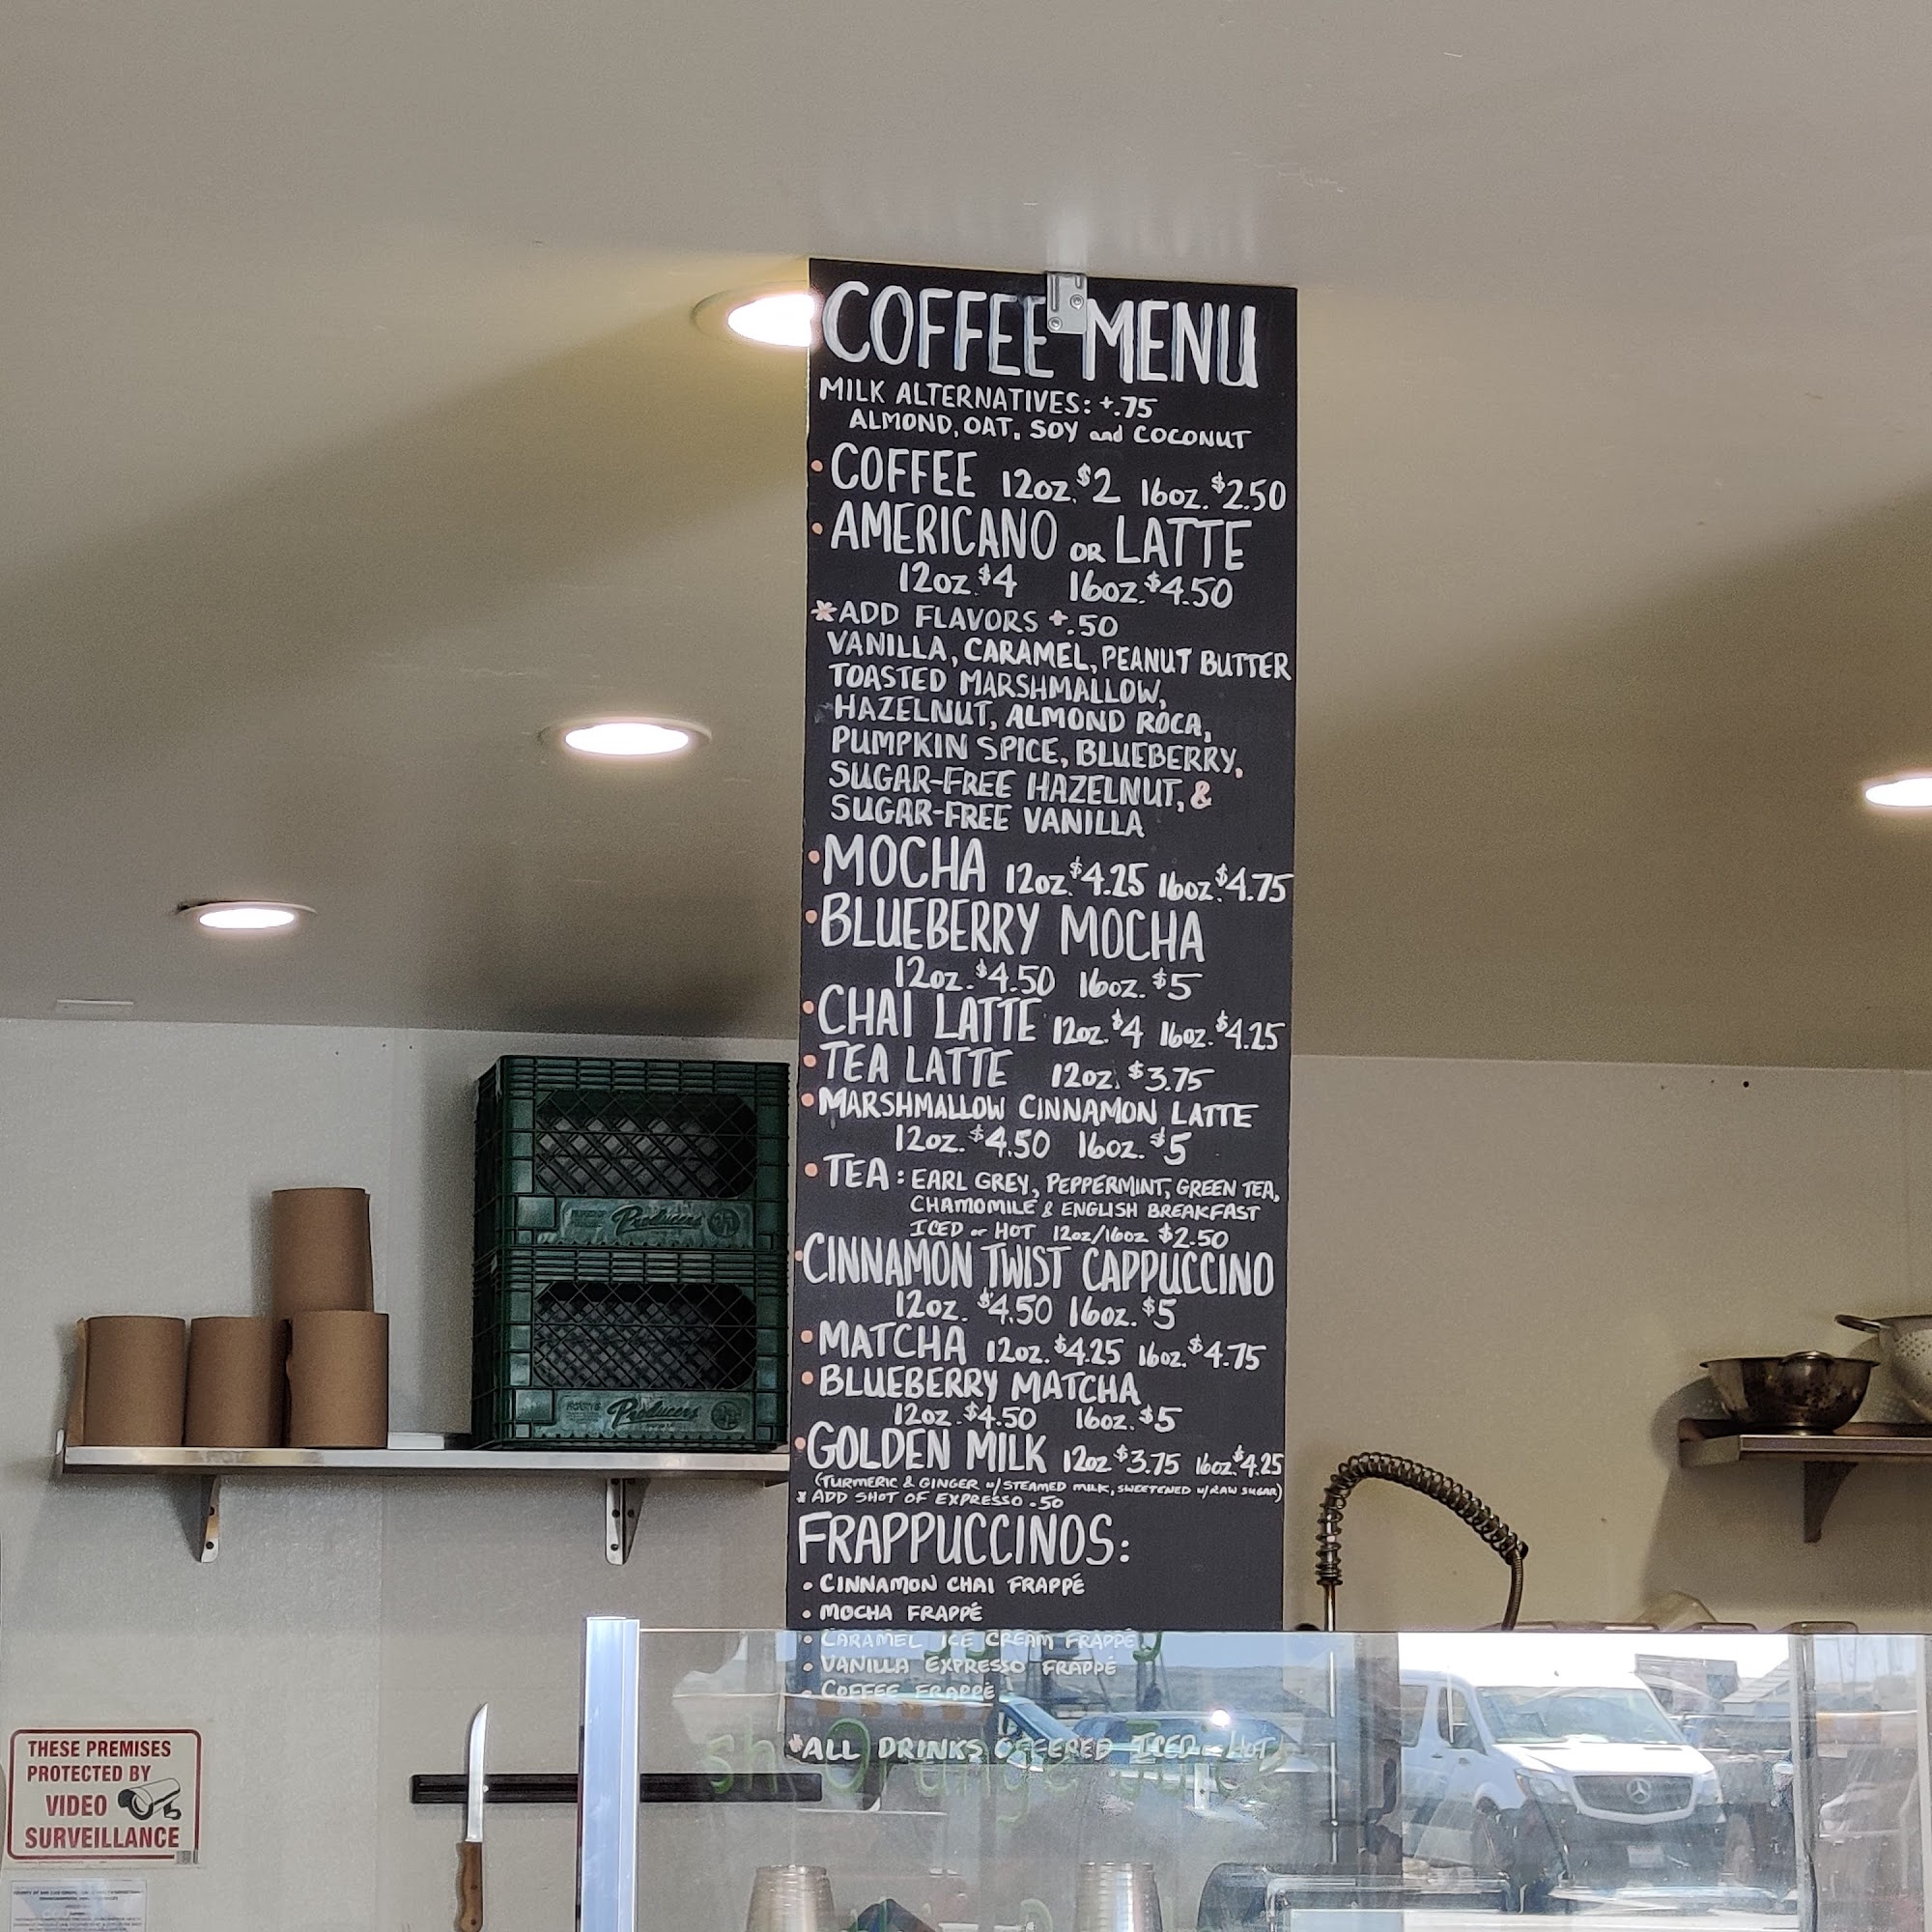 COFFEE MENU
MILK ALTERNATIVES: +.75
ALMOND, OAT, SOY and COCONUT
• COFFEE 12oz. $2 16oz. $2.50
• AMERICANO OR LATTE
12oz. $4 16oz. $4.50
*ADD FLAVORS +.50
VANILLA, CARAMEL, PEANUT BUTTER
TOASTED MARSHMALLOW,
HAZELNUT, ALMOND ROCA,
PUMPKIN SPICE, BLUEBERRY,
SUGAR-FREE HAZELNUT, &
SUGAR-FREE VANILLA
• MOCHA 12oz. $4.25 16oz. $4.75
• BLUEBERRY MOCHA
12oz. $4.50 16oz. $5
• CHAI LATTE 12oz. $4 16oz. $4.25
• TEA LATTE 12oz. $3.75
• MARSHMALLOW CINNAMON LATTE
12oz. $4.50 16oz. $5
• TEA: EARL GREY, PEPPERMINT, GREEN TEA,
CHAMOMILE & ENGLISH BREAKFAST
ICED or HOT 12oz/16oz $2.50
• CINNAMON TWIST CAPPUCCINO
12oz. $4.50 16oz. $5
• MATCHA 12oz. $4.25 16oz. $4.75
• BLUEBERRY MATCHA
12oz. $4.50 16oz. $5
• GOLDEN MILK 12oz $3.75 16oz. $4.25
(TURMERIC & GINGER w/ STEAMED MILK, SWEETENED w/ RAW SUGAR)
* ADD SHOT OF EXPRESSO .50
FRAPPUCCINOS:
• CINNAMON CHAI FRAPPÉ
• MOCHA FRAPPÉ
• CARAMEL ICE CREAM FRAPPÉ
• VANILLA EXPRESSO FRAPPÉ
• COFFEE FRAPPÉ
*ALL DRINKS OFFERED ICED HOT
Producers
Producers
THESE PREMISES
PROTECTED BY
VIDEO
SURVEILLANCE